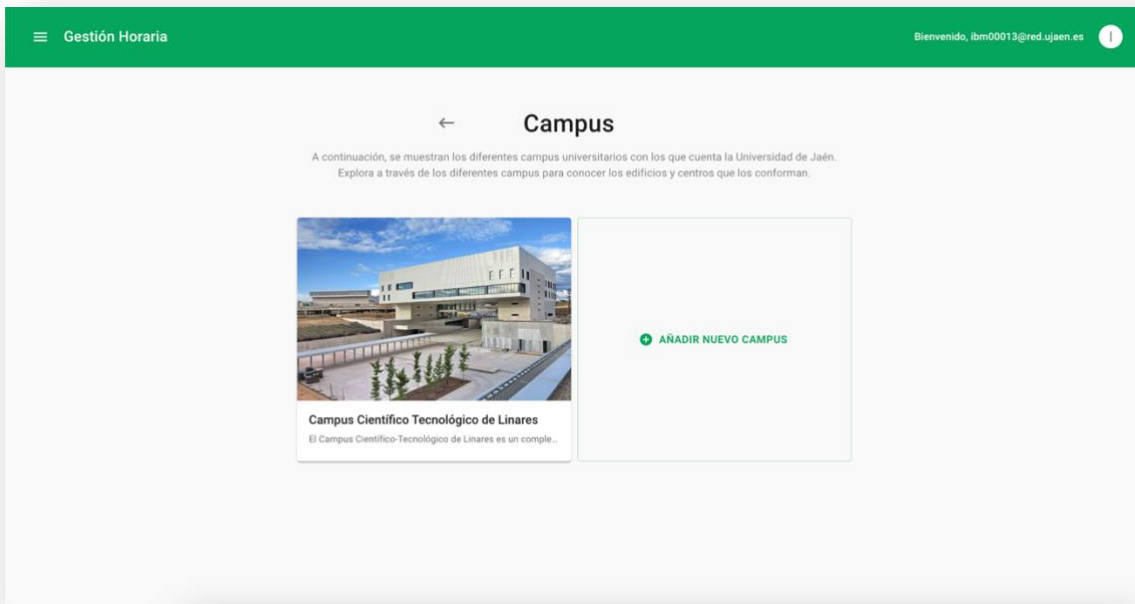 Gestión Horaria
Bienvenido, ibm00013@red.ujaen.es
I
Campus
A continuación, se muestran los diferentes campus universitarios con los que cuenta la Universidad de Jaén.
Explora a través de los diferentes campus para conocer los edificios y centros que los conforman.
Campus Científico Tecnológico de Linares
El Campus Científico-Tecnológico de Linares es un comple...
AÑADIR NUEVO CAMPUS